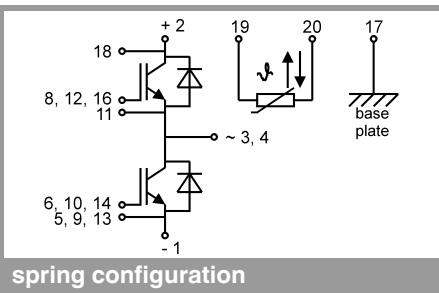 + 2
19
20
17
18
8, 12, 16
11
base
plate
~ 3, 4
6, 10, 14
5, 9, 13
- 1
ϑ
spring configuration